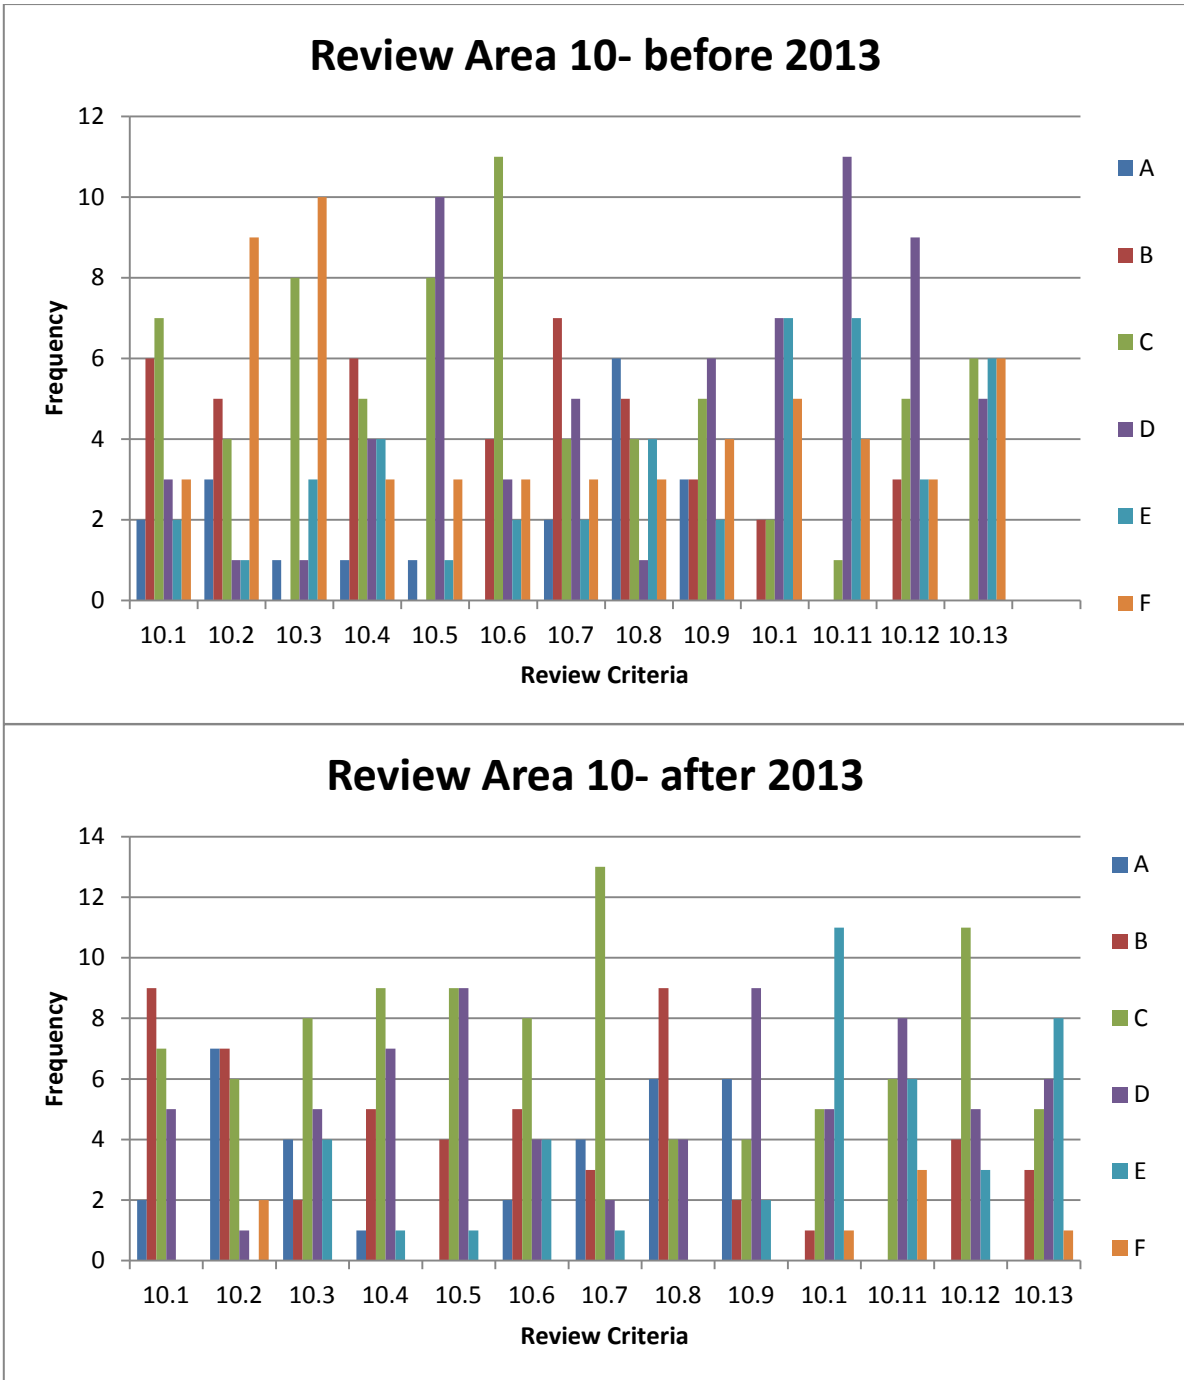 Review Area 10- before 2013
12
10
8
6
4
2
0
Frequency
10.1 10.2 10.3 10.4 10.5 10.6 10.7 10.8 10.9 10.1 10.11 10.12 10.13
Review Criteria
A
B
C
D
E
F
Review Area 10- after 2013
14
12
10
8
6
4
2
0
Frequency
10.1 10.2 10.3 10.4 10.5 10.6 10.7 10.8 10.9 10.1 10.11 10.12 10.13
Review Criteria
A
B
C
D
E
F